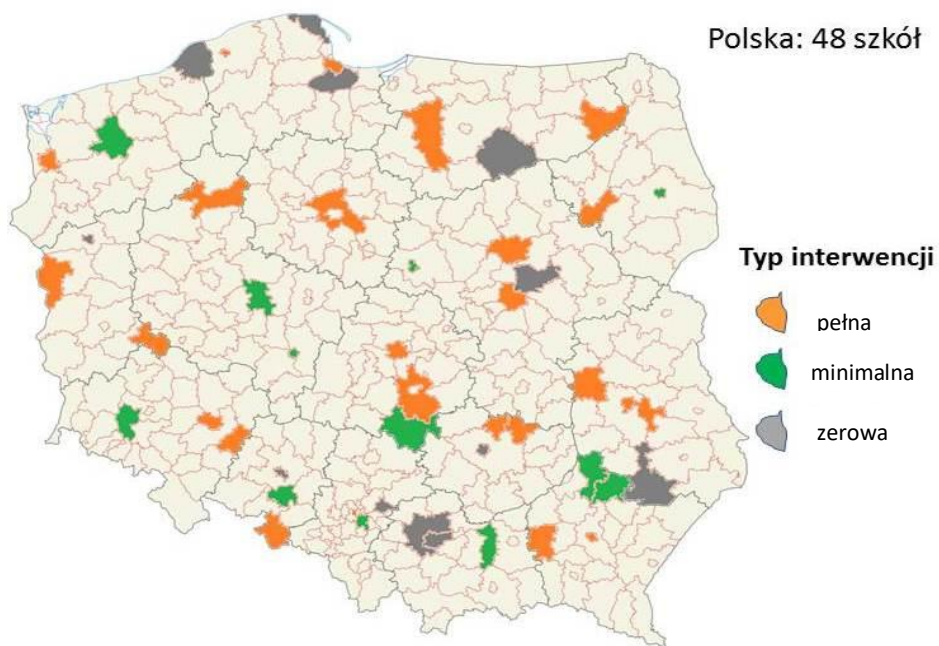 Polska: 48 szkół
Typ interwencji
pełna
minimalna
zerowa